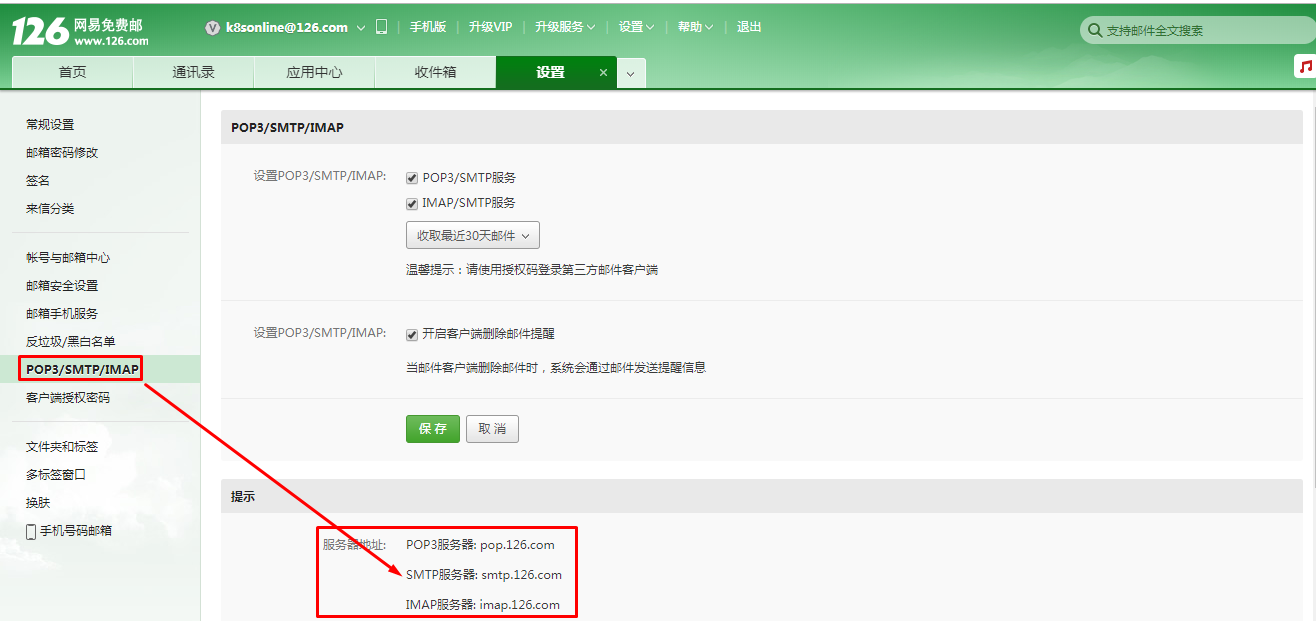 126 网易免费邮
www.126.com
k8sonline@126.com 手机版 升级VIP 升级服务 设置 帮助 退出
支持邮件全文搜索
首页 通讯录 应用中心 收件箱 设置 ×
常规设置
邮箱密码修改
签名
来信分类
帐号与邮箱中心
邮箱安全设置
邮箱手机服务
反垃圾/黑白名单
POP3/SMTP/IMAP
客户端授权密码
文件夹和标签
多标签窗口
换肤
手机号码邮箱
POP3/SMTP/IMAP
设置POP3/SMTP/IMAP: POP3/SMTP服务
IMAP/SMTP服务
收取最近30天邮件
温馨提示：请使用授权码登录第三方邮件客户端
设置POP3/SMTP/IMAP: 开启客户端删除邮件提醒
当邮件客户端删除邮件时，系统会通过邮件发送提醒信息
保 存 取 消
提示
服务器地址: POP3服务器: pop.126.com
SMTP服务器: smtp.126.com
IMAP服务器: imap.126.com